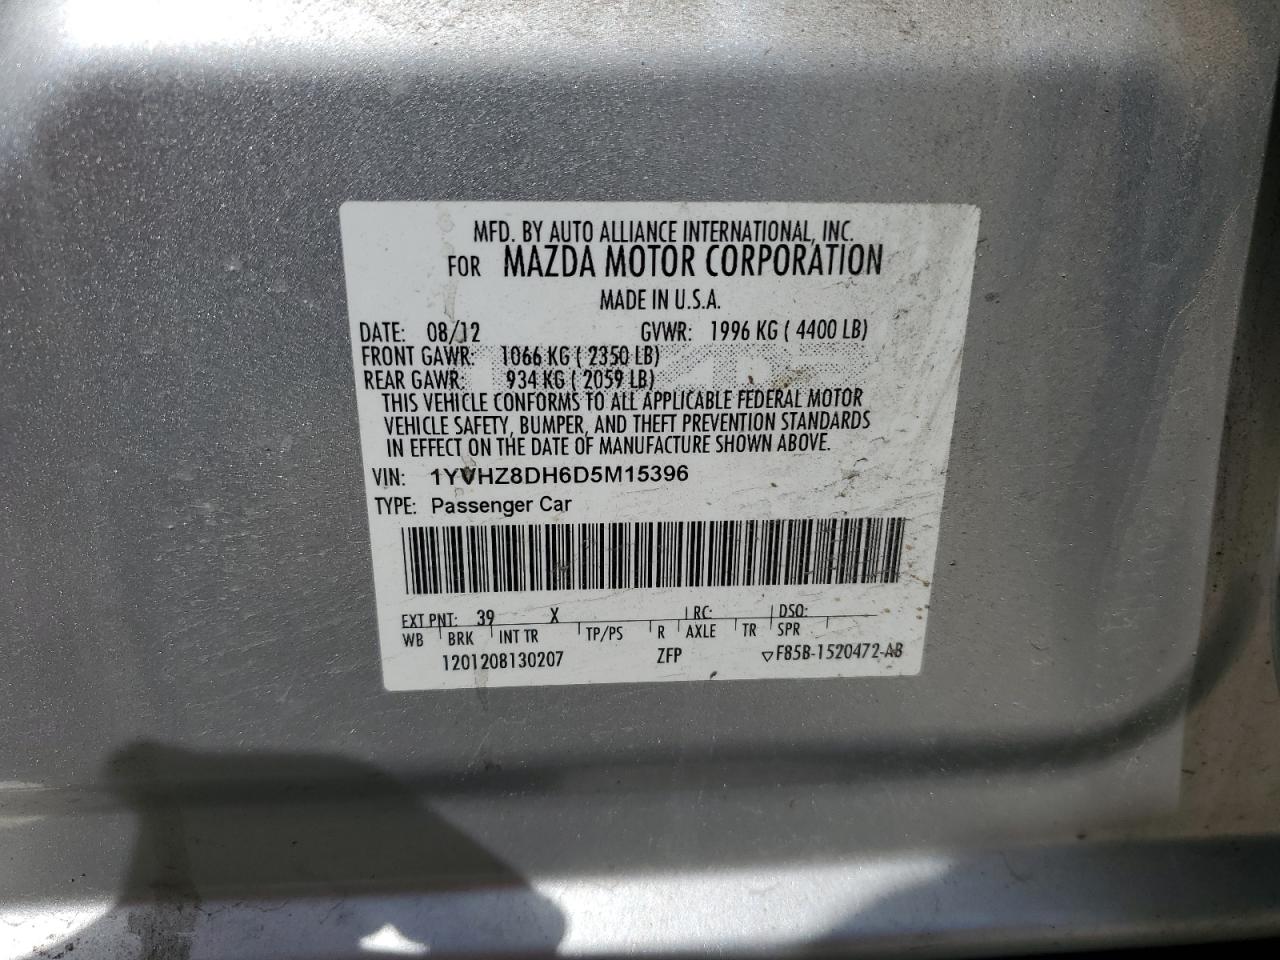 MFD. BY AUTO ALLIANCE INTERNATIONAL, INC.
FOR MAZDA MOTOR CORPORATION
MADE IN U.S.A.
DATE: 08/12 GVWR: 1996 KG ( 4400 LB)
FRONT GAWR: 1066 KG ( 2350 LB)
REAR GAWR: 934 KG ( 2059 LB)
THIS VEHICLE CONFORMS TO ALL APPLICABLE FEDERAL MOTOR
VEHICLE SAFETY, BUMPER, AND THEFT PREVENTION STANDARDS
IN EFFECT ON THE DATE OF MANUFACTURE SHOWN ABOVE.
VIN: 1YVHZ8DH6D5M15396
TYPE: Passenger Car
EXT PNT: 39 X RC: DSO:
WB BRK INT TR TP/PS R AXLE TR SPR
1201208130207 ZFP ▽F85B-1520472-AB